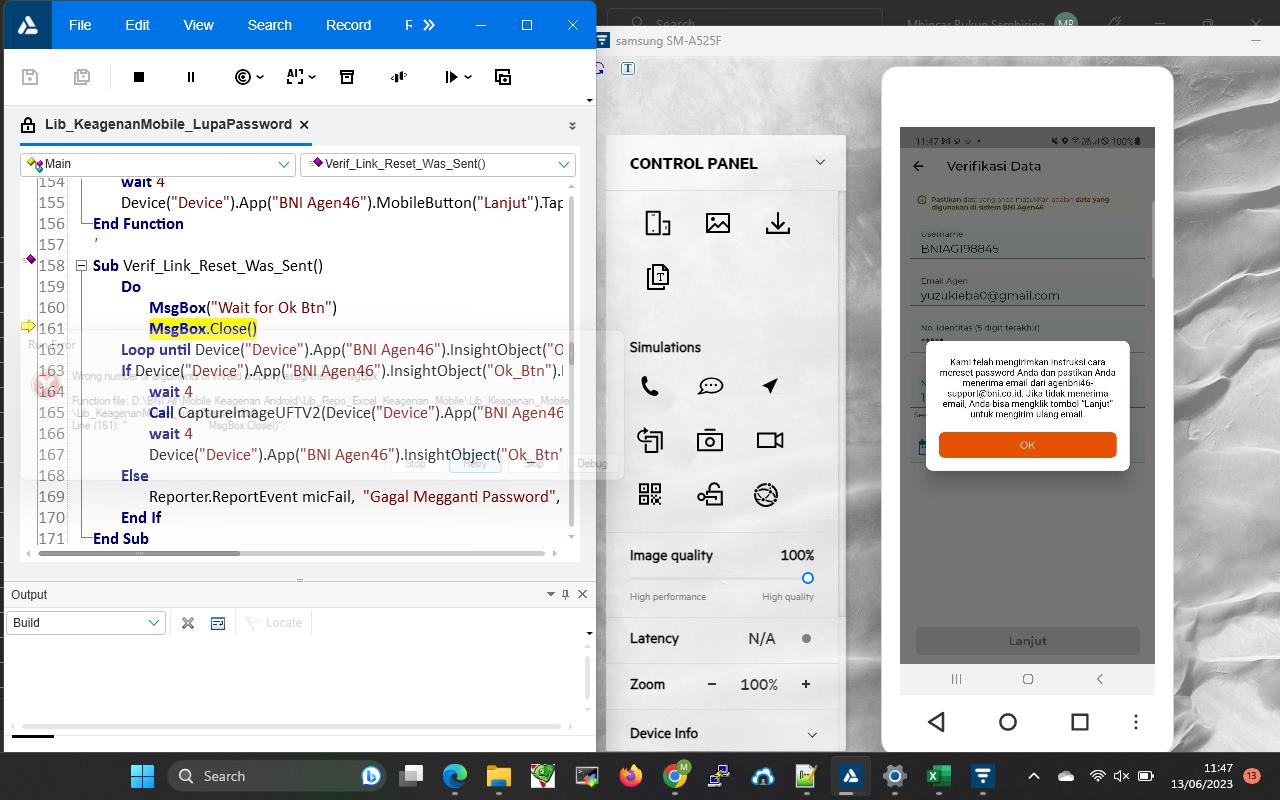 File Edit View Search Record
Search
Mhincar Rukun Sembiring MR
samsung SM-A525F
Lib_KeagenanMobile_LupaPassword
Main
Verif_Link_Reset_Was_Sent()
154 wait 4
155 Device("Device").App("BNI Agen46").MobileButton("Lanjut").Tap
156 End Function
157 '
158 Sub Verif_Link_Reset_Was_Sent()
159 Do
160 MsgBox("Wait for Ok Btn")
161 MsgBox.Close()
162 Loop until Device("Device").App("BNI Agen46").InsightObject("O
163 If Device("Device").App("BNI Agen46").InsightObject("Ok_Btn").
164 wait 4
165 Call CaptureImageUFTV2(Device("Device").App("BNI Agen46
166 wait 4
167 Device("Device").App("BNI Agen46").InsightObject("Ok_Btn"
168 Else
169 Reporter.ReportEvent micFail, "Gagal Megganti Password",
170 End If
171 End Sub
Run Error
Wrong number of arguments or invalid property assignment: 'MsgBox'
Function file: D:\BNI All\Mobile Keagenan Android\Lib_Repo_Excel_Keagenan_Mobile\Lib_Keagenan_Mobile
\Lib_KeagenanM
Line (161): " MsgBox.Close()".
Stop Retry Skip Debug
Output
Build
Locate
CONTROL PANEL
Simulations
Image quality 100%
High performance High quality
Latency N/A
Zoom 100%
Device Info
11:47 100%
Verifikasi Data
Pastikan data yang anda masukkan adalah data yang
digunakan di sistem BNI Agen46
Username
BNIAG198845
Email Agen
yuzukieba0@gmail.com
No. Identitas (5 digit terakhir)
Kami telah mengirimkan instruksi cara
mereset password Anda dan pastikan Anda
menerima email dari agenbni46-
support@bni.co.id. Jika tidak menerima
email, Anda bisa mengklik tombol "Lanjut"
untuk mengirim ulang email.
OK
Lanjut
Search
11:47
13/06/2023
13